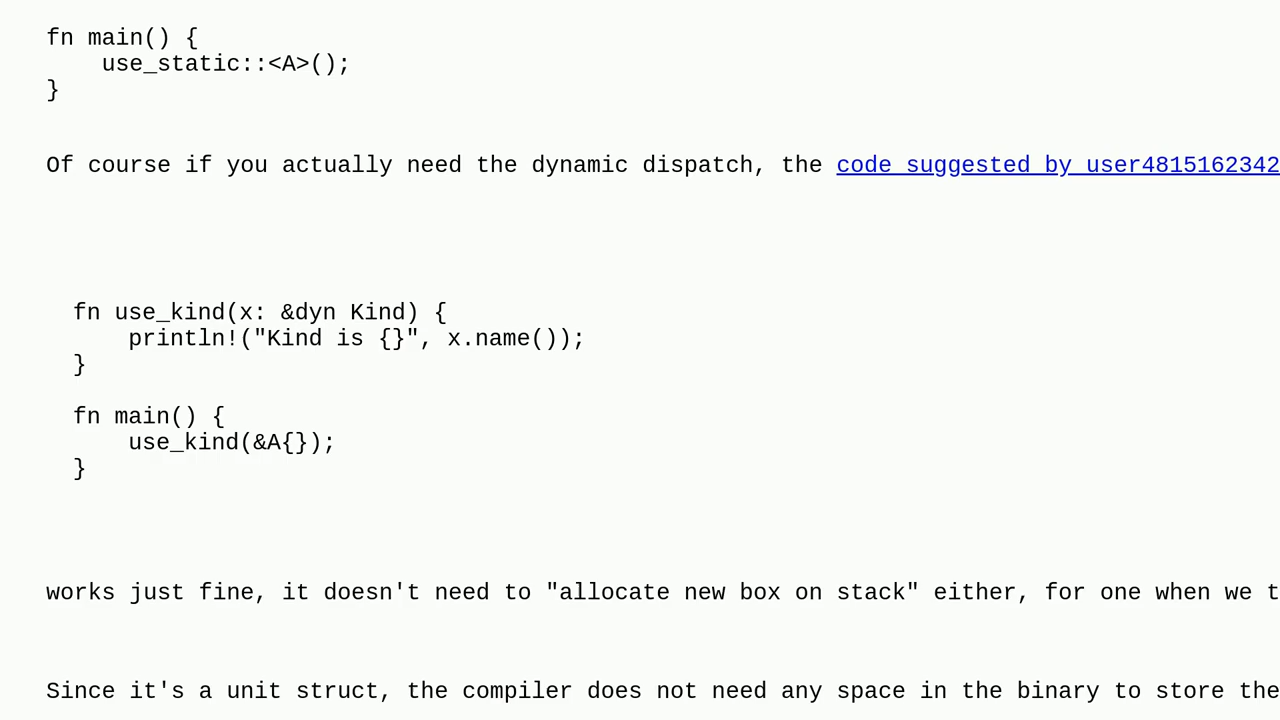 fn main() {
    use_static::<A>();
}
Of course if you actually need the dynamic dispatch, the code suggested by user4815162342
fn use_kind(x: &dyn Kind) {
    println!("Kind is {}", x.name());
}
fn main() {
    use_kind(&A{});
}
works just fine, it doesn't need to "allocate new box on stack" either, for one when we t
Since it's a unit struct, the compiler does not need any space in the binary to store the